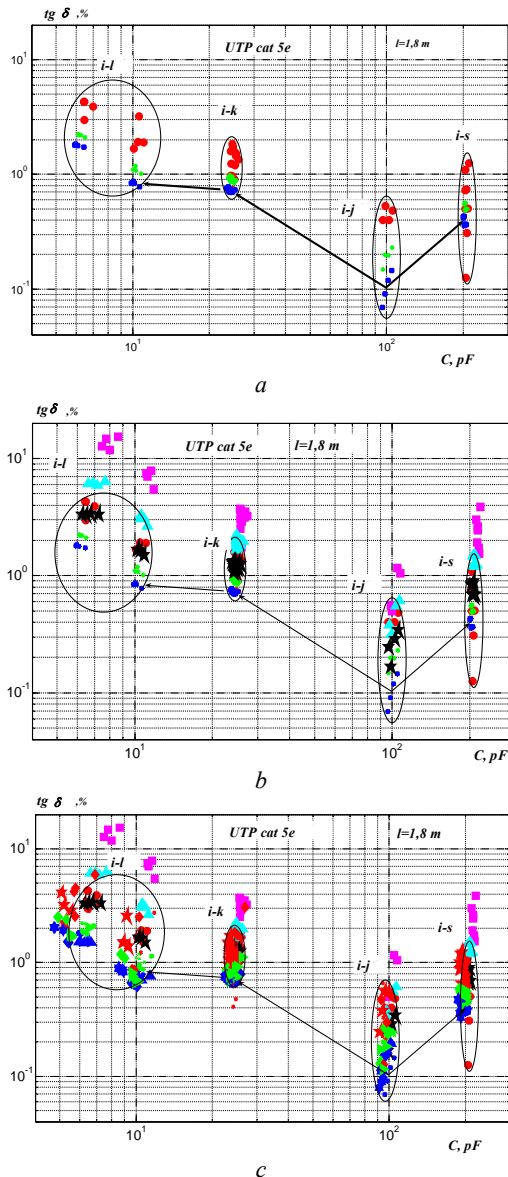 tg δ ,%
UTP cat 5e
l=1,8 m
i-l
i-k
i-s
i-j
10^1
10^0
10^-1
10^1
10^2
C, pF
a
tg δ ,%
UTP cat 5e
l=1,8 m
i-l
i-k
i-s
i-j
10^1
10^0
10^-1
10^1
10^2
C, pF
b
tg δ ,%
UTP cat 5e
l=1,8 m
i-l
i-k
i-s
i-j
10^1
10^0
10^-1
10^1
10^2
C, pF
c